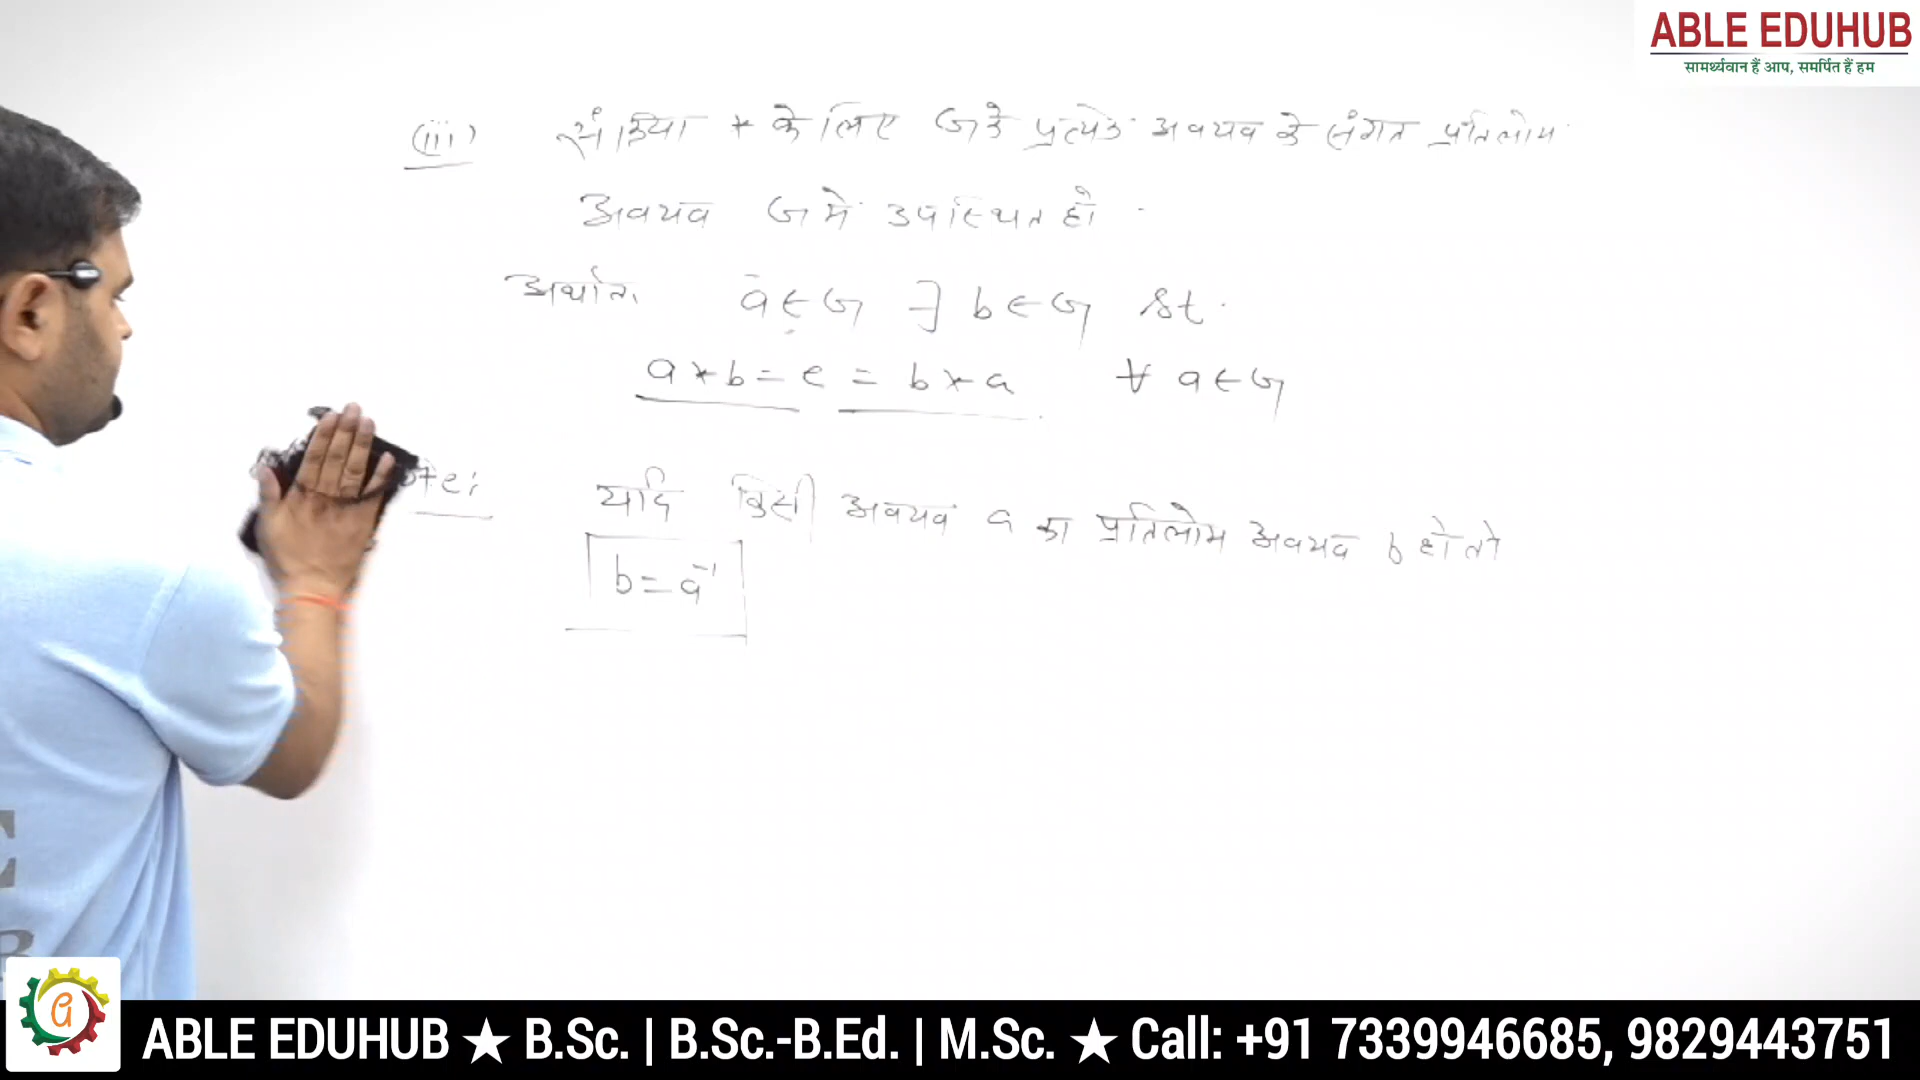 ABLE EDUHUB
सामर्थ्यवान हैं आप, समर्पित हैं हम
(iii) संक्रिया * के लिए G के प्रत्येक अवयव के संगत प्रतिलोम
अवयव G में उपस्थित हो
अर्थात a ∈ G ∃ b ∈ G st.
a * b = e = b * a ∀ a ∈ G
यदि किसी अवयव a का प्रतिलोम अवयव b हो तो
b = a⁻¹
ABLE EDUHUB ★ B.Sc. | B.Sc.-B.Ed. | M.Sc. ★ Call: +91 7339946685, 9829443751